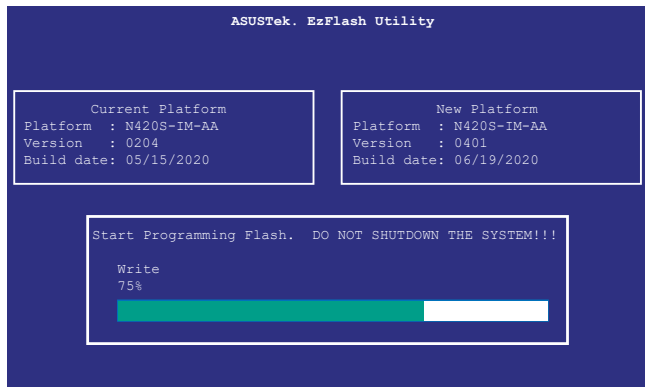 ASUSTek. EzFlash Utility
Current Platform
Platform : N420S-IM-AA
Version : 0204
Build date: 05/15/2020
New Platform
Platform : N420S-IM-AA
Version : 0401
Build date: 06/19/2020
Start Programming Flash. DO NOT SHUTDOWN THE SYSTEM!!!
Write
75%